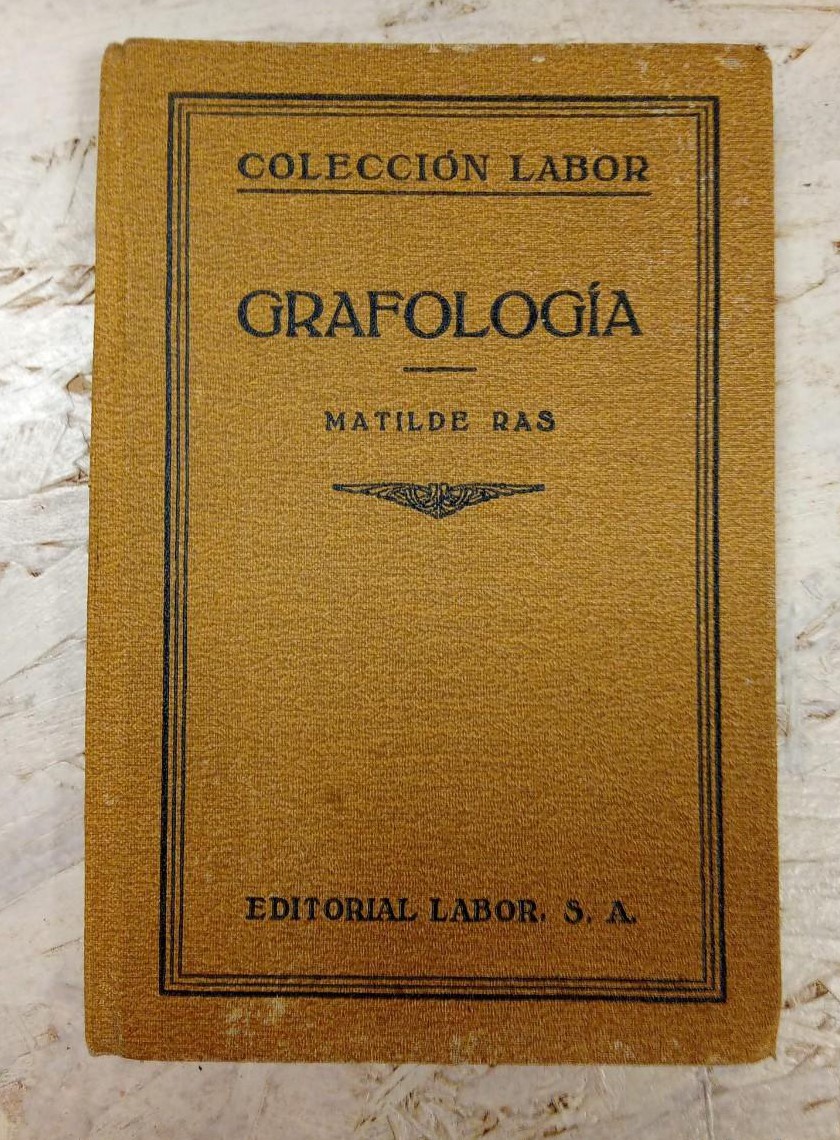 COLECCIÓN LABOR
GRAFOLOGÍA
MATILDE RAS
EDITORIAL LABOR, S. A.